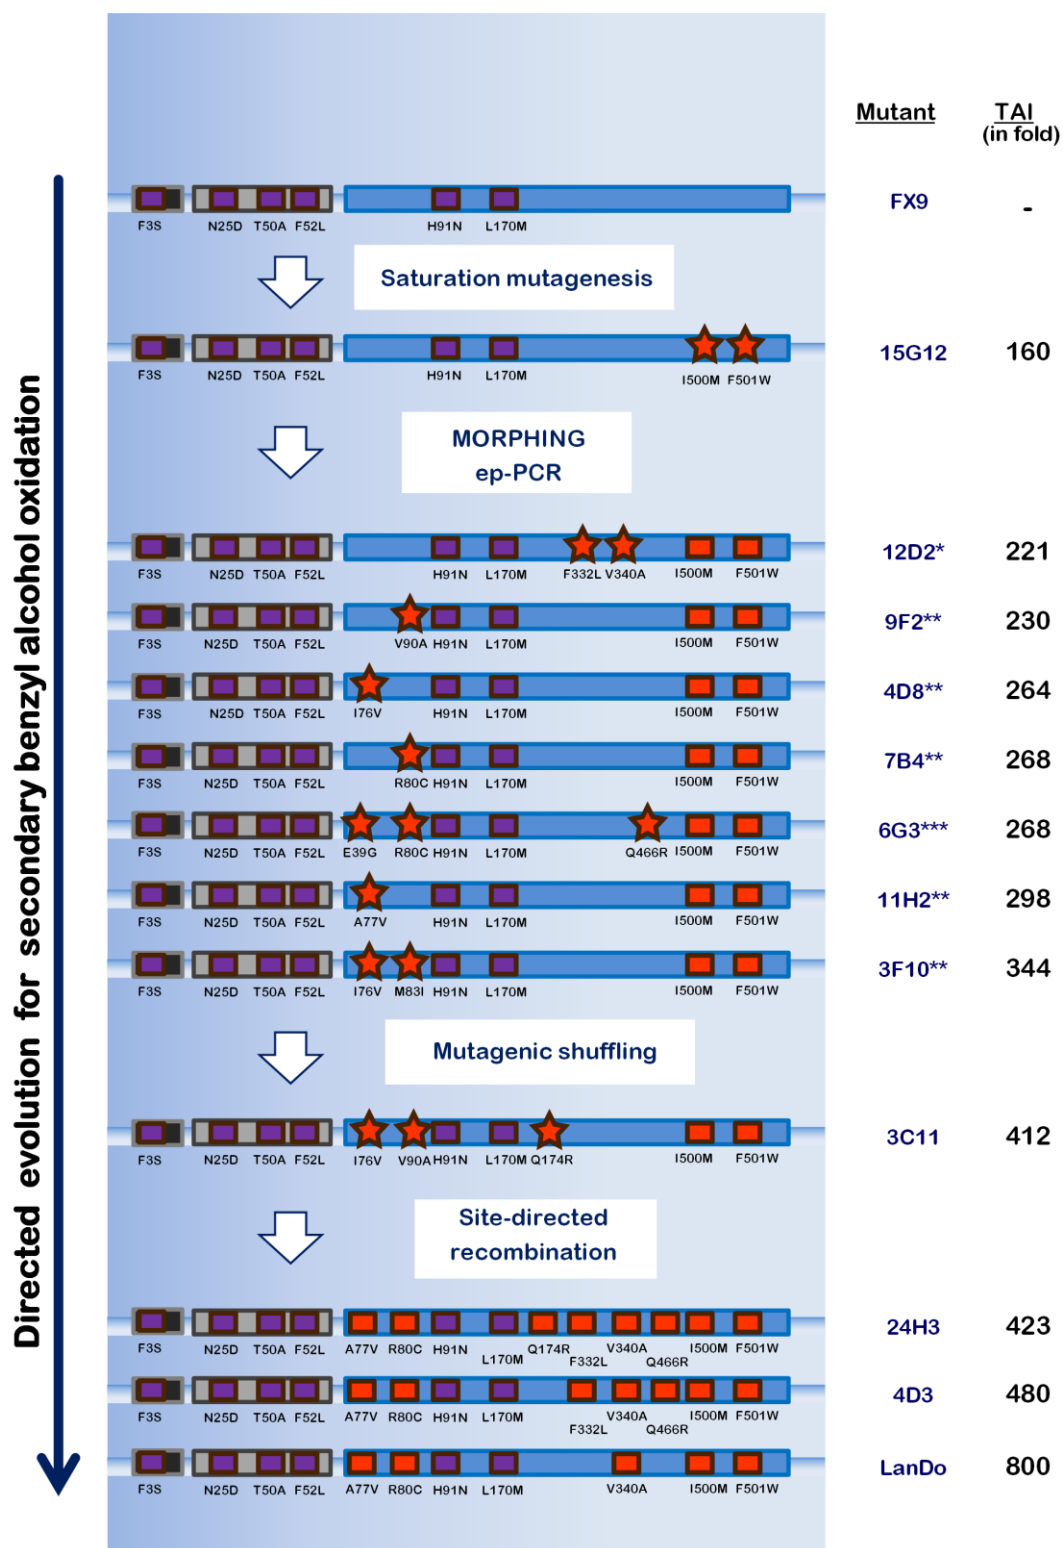 Directed evolution for secondary benzyl alcohol oxidation
Mutant TAI
(in fold)
FX9 -
F3S N25D T50A F52L H91N L170M
Saturation mutagenesis
15G12 160
F3S N25D T50A F52L H91N L170M I500M F501W
MORPHING
ep-PCR
12D2* 221
F3S N25D T50A F52L H91N L170M F332L V340A I500M F501W
9F2** 230
F3S N25D T50A F52L V90A H91N L170M I500M F501W
4D8** 264
F3S N25D T50A F52L I76V H91N L170M I500M F501W
7B4** 268
F3S N25D T50A F52L R80C H91N L170M I500M F501W
6G3*** 268
F3S N25D T50A F52L E39G R80C H91N L170M Q466R I500M F501W
11H2** 298
F3S N25D T50A F52L A77V H91N L170M I500M F501W
3F10** 344
F3S N25D T50A F52L I76V M83I H91N L170M I500M F501W
Mutagenic shuffling
3C11 412
F3S N25D T50A F52L I76V V90A H91N L170M Q174R I500M F501W
Site-directed
recombination
24H3 423
F3S N25D T50A F52L A77V R80C H91N L170M Q174R F332L V340A Q466R I500M F501W
4D3 480
F3S N25D T50A F52L A77V R80C H91N L170M F332L V340A Q466R I500M F501W
LanDo 800
F3S N25D T50A F52L A77V R80C H91N L170M V340A I500M F501W